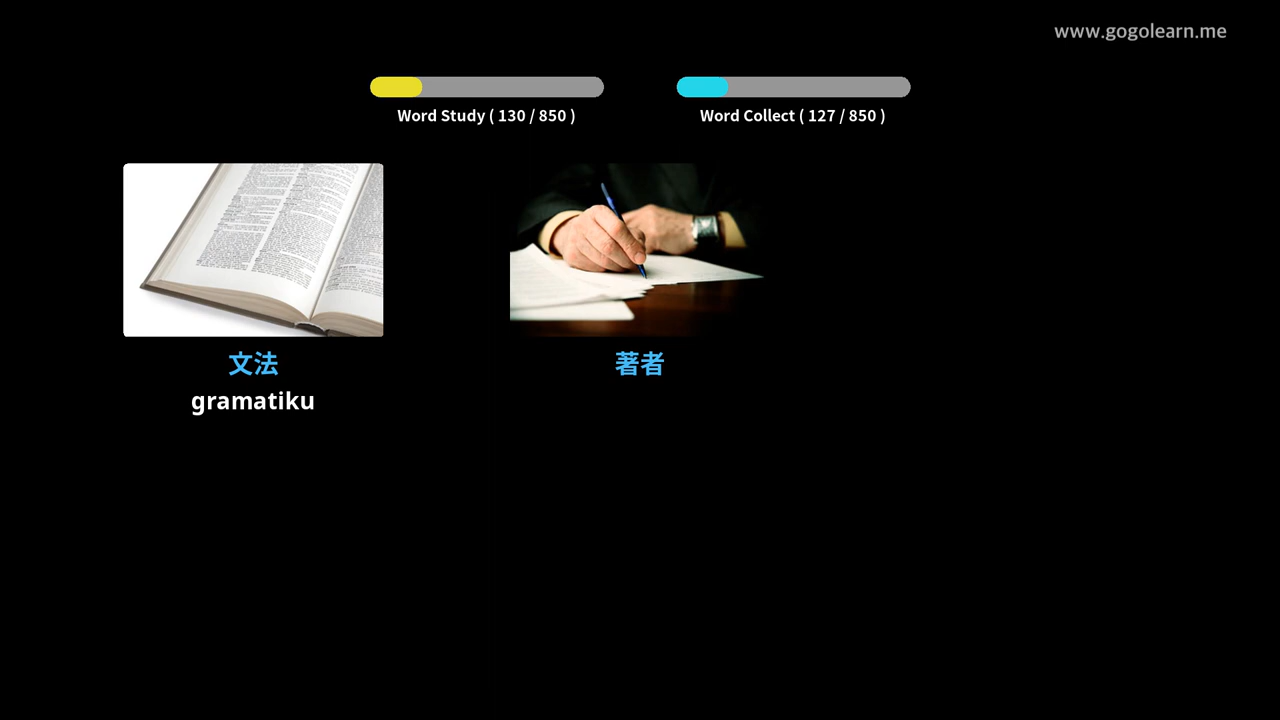 www.gogolearn.me
Word Study ( 130 / 850 )
Word Collect ( 127 / 850 )
文法
gramatiku
著者